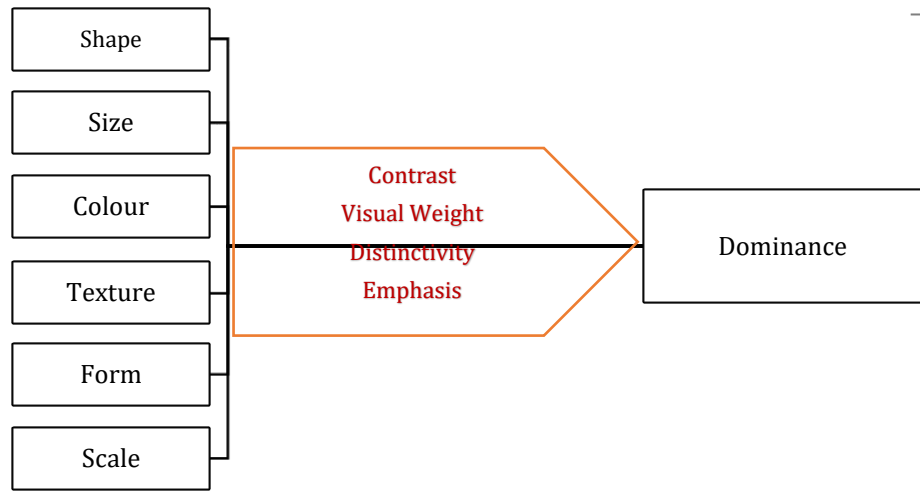 Shape
Size
Colour
Texture
Form
Scale
Contrast
Visual Weight
Distinctivity
Emphasis
Dominance